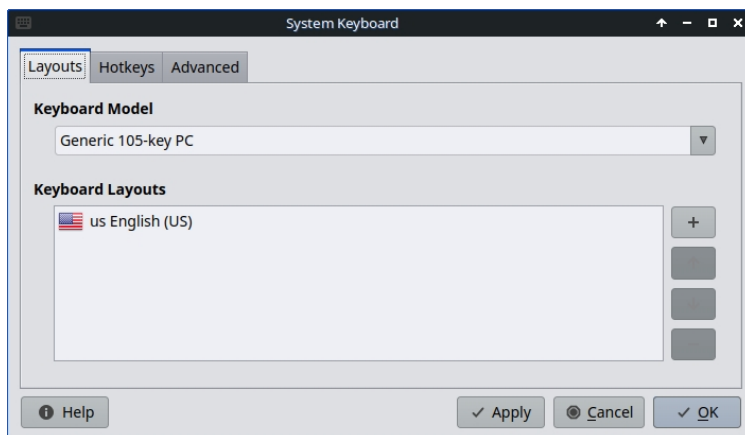 System Keyboard
Layouts Hotkeys Advanced
Keyboard Model
Generic 105-key PC
Keyboard Layouts
us English (US)
+
Help Apply Cancel OK